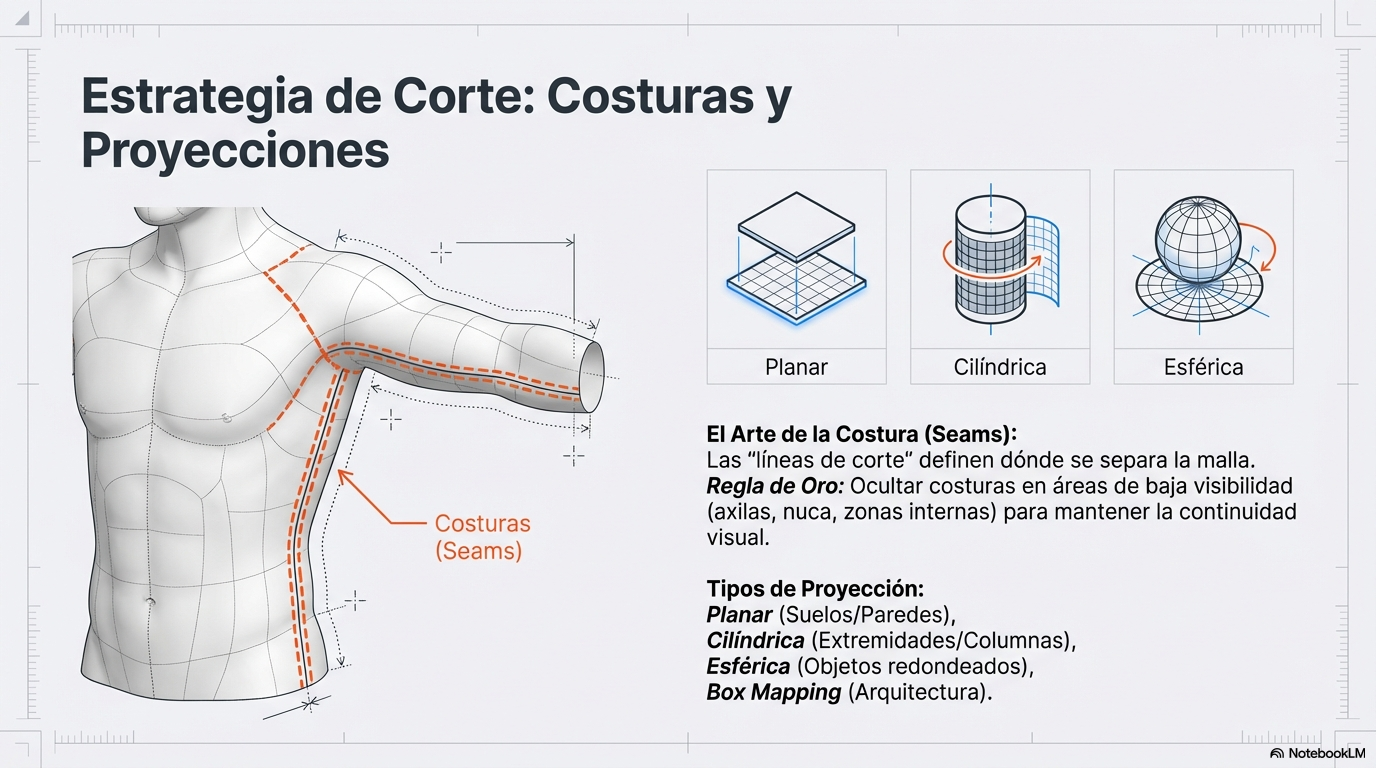 Estrategia de Corte: Costuras y
Proyecciones
Costuras
(Seams)
Planar
Cilíndrica
Esférica
El Arte de la Costura (Seams):
Las “líneas de corte” definen dónde se separa la malla.
Regla de Oro: Ocultar costuras en áreas de baja visibilidad
(axilas, nuca, zonas internas) para mantener la continuidad
visual.
Tipos de Proyección:
Planar (Suelos/Paredes),
Cilíndrica (Extremidades/Columnas),
Esférica (Objetos redondeados),
Box Mapping (Arquitectura).
NotebookLM